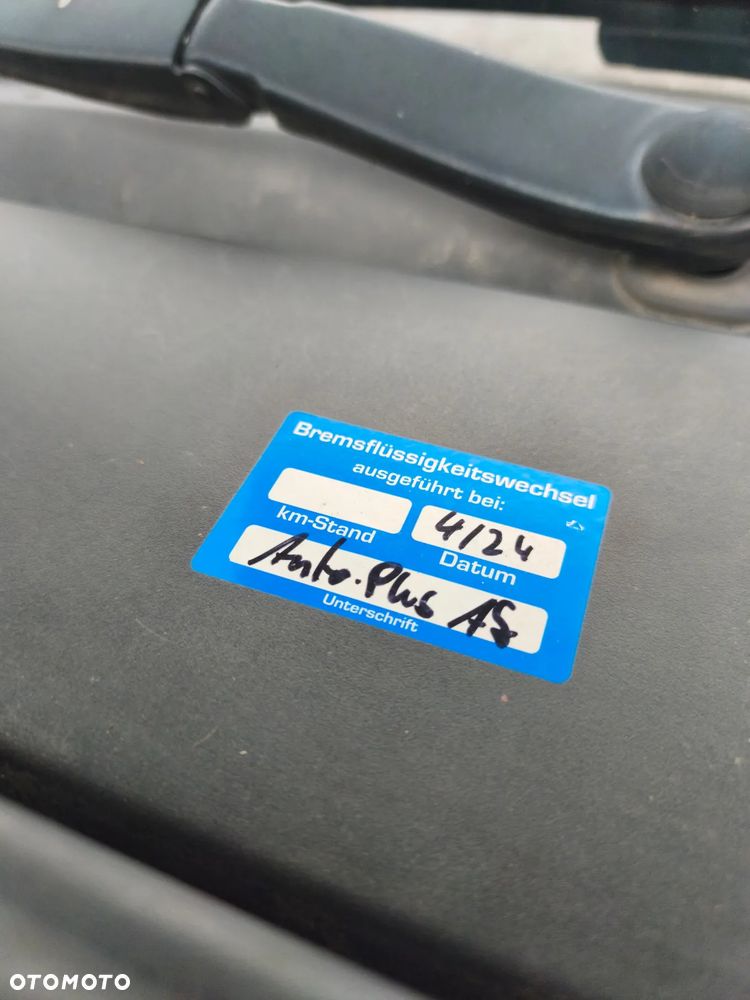 Bremsflüssigkeitswechsel
ausgeführt bei:
4/24
km-Stand
Datum
Auto-Plus AS
Unterschrift
OTOMOTO